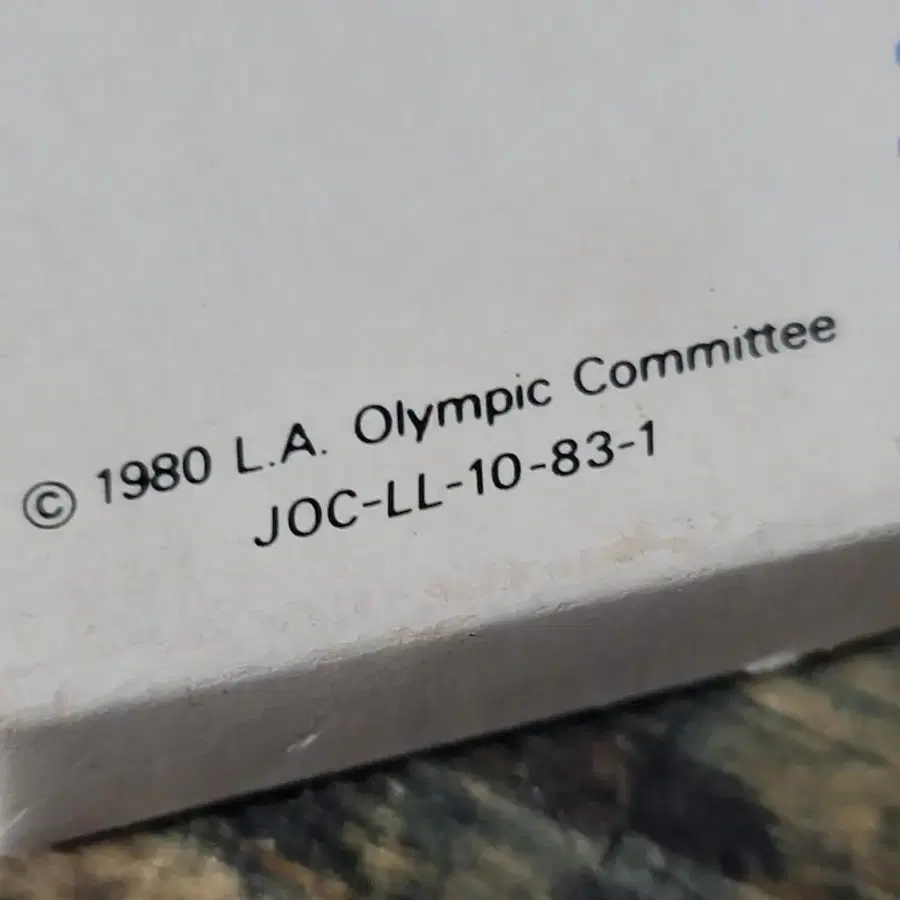 © 1980 L.A. Olympic Committee
JOC-LL-10-83-1